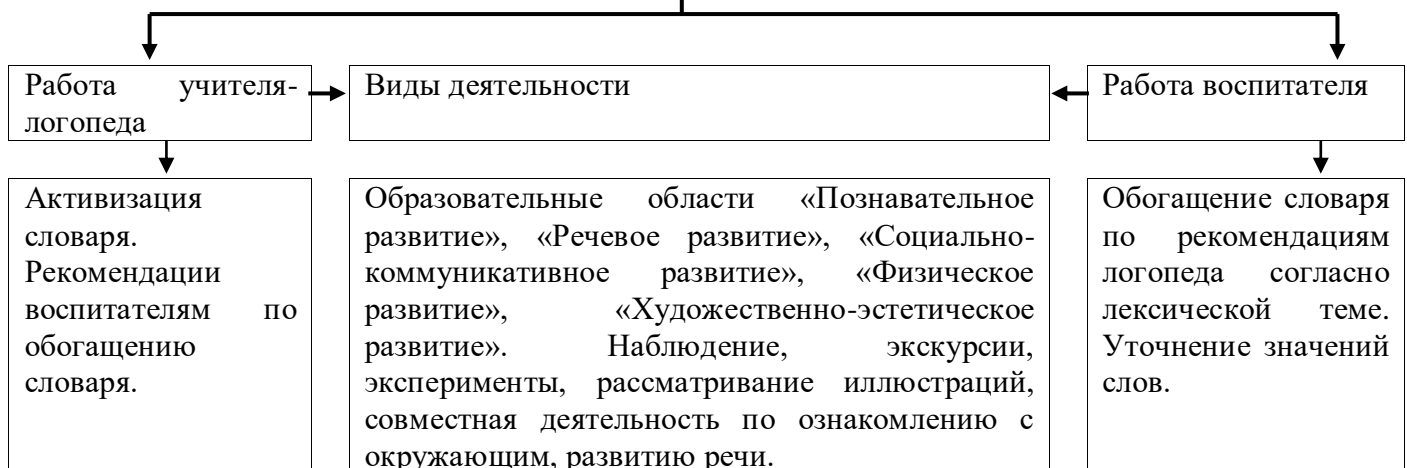 Работа учителя-
логопеда
Виды деятельности
Работа воспитателя
Активизация
словаря.
Рекомендации
воспитателям по
обогащению
словаря.
Образовательные области «Познавательное
развитие», «Речевое развитие», «Социально-
коммуникативное развитие», «Физическое
развитие», «Художественно-эстетическое
развитие». Наблюдение, экскурсии,
эксперименты, рассматривание иллюстраций,
совместная деятельность по ознакомлению с
окружающим, развитию речи.
Обогащение словаря
по рекомендациям
логопеда согласно
лексической теме.
Уточнение значений
слов.